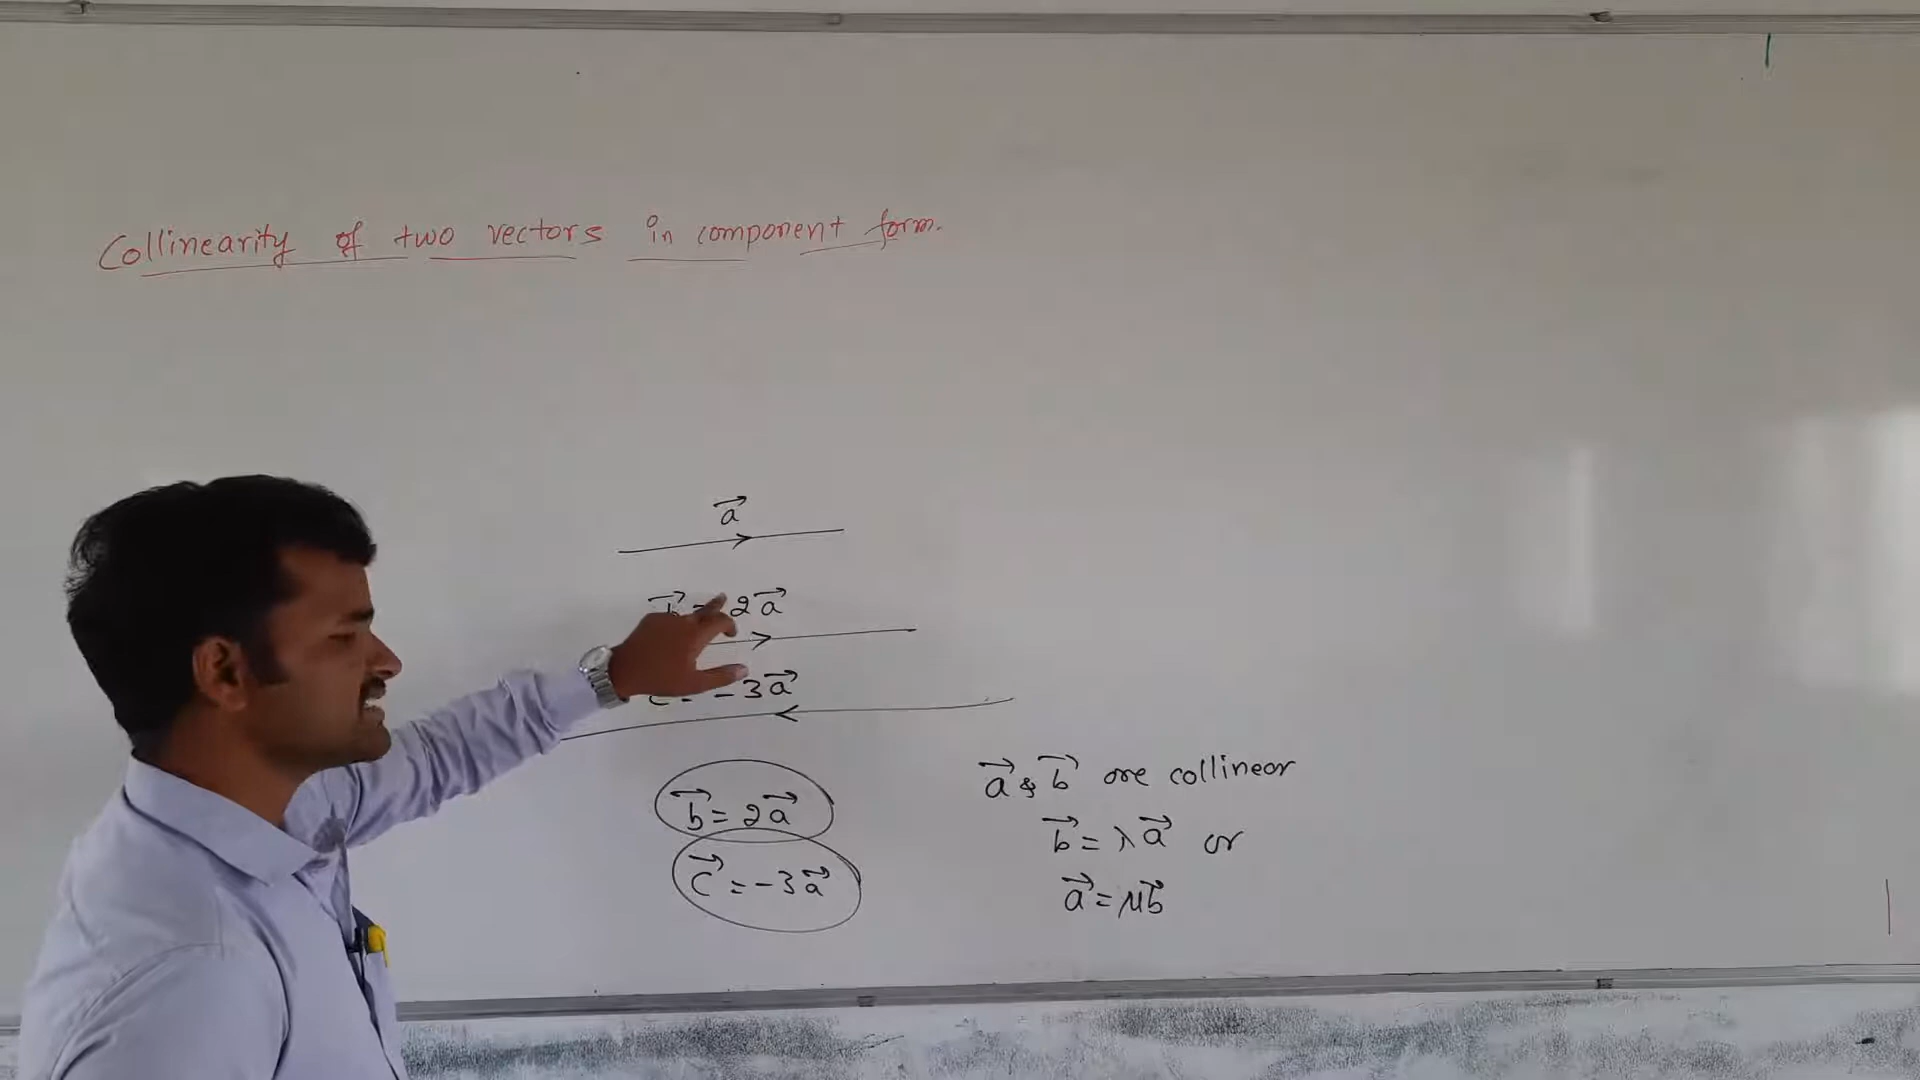 Collinearity of two vectors in component form.
a⃗
b⃗ = 2a⃗
c = -3a⃗
b⃗ = 2a⃗
c⃗ = -3a⃗
a⃗ & b⃗ are collinear
b⃗ = λa⃗ or
a⃗ = μb⃗